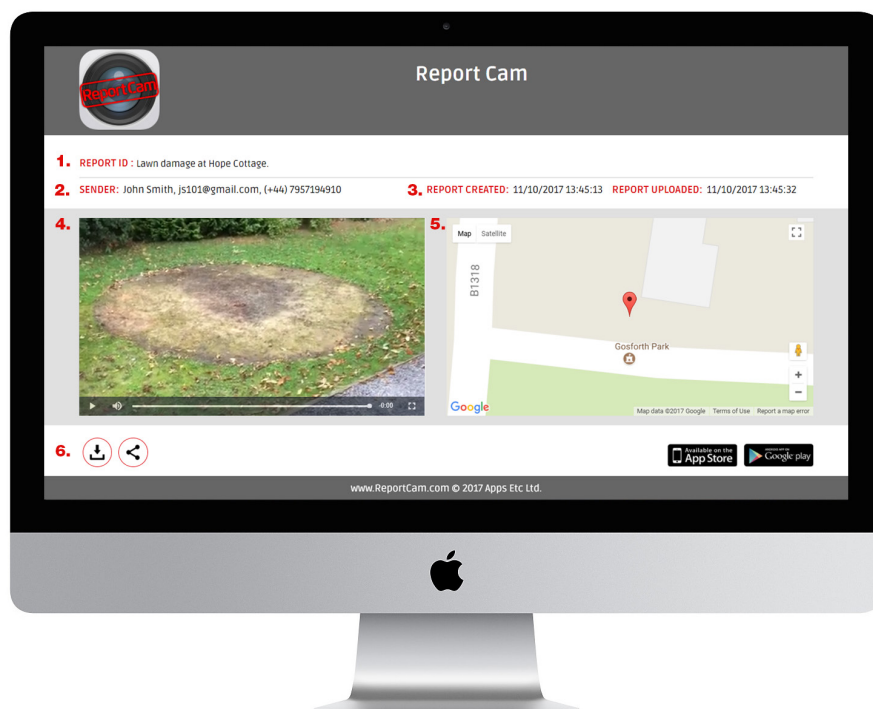 Report Cam
ReportCam
1. REPORT ID : Lawn damage at Hope Cottage.
2. SENDER: John Smith, js101@gmail.com, (+44) 7957194910
3. REPORT CREATED: 11/10/2017 13:45:13 REPORT UPLOADED: 11/10/2017 13:45:32
4.
5.
Map Satellite
B1318
Gosforth Park
0:00
Google
Map data ©2017 Google Terms of Use Report a map error
6.
Available on the
App Store
ANDROID APP ON
Google play
www.ReportCam.com © 2017 Apps Etc Ltd.